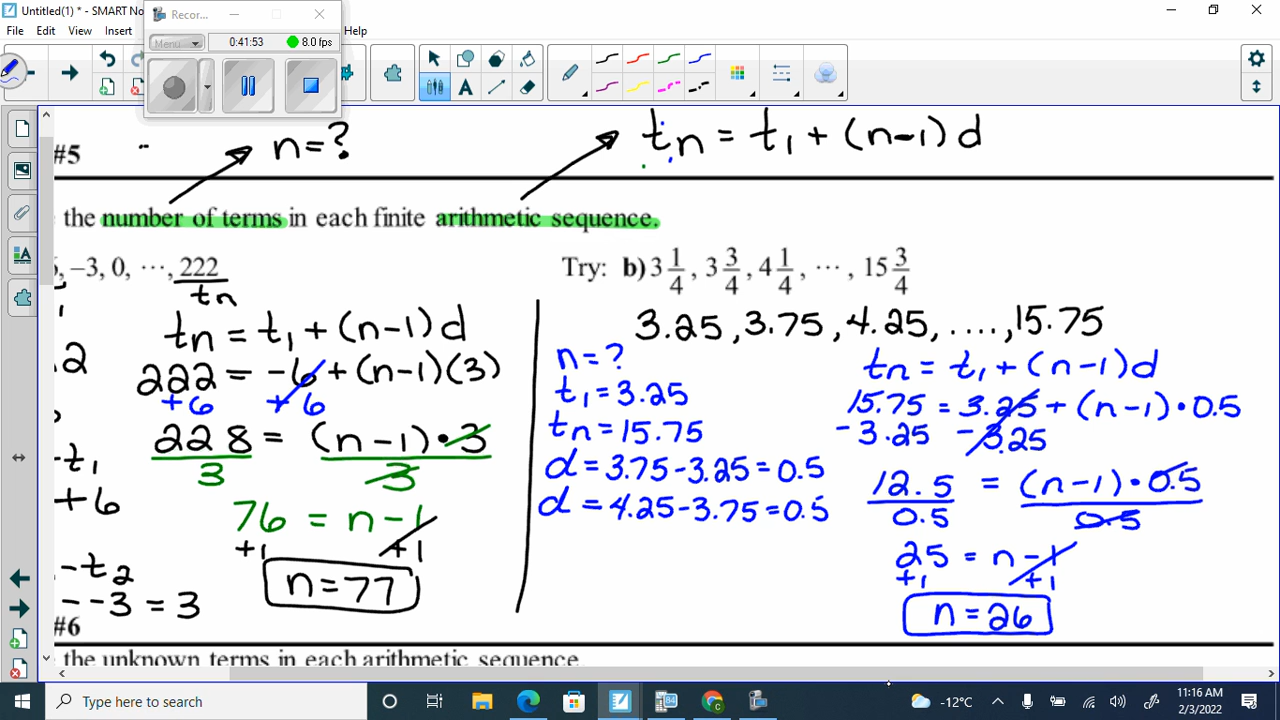 Untitled(1) * - SMART No
Recor...
File Edit View Insert Help
Menu 0:41:53 8.0 fps
n=?
tn = t1 + (n-1) d
#5
the number of terms in each finite arithmetic sequence.
, -3, 0, ⋯, 222
tn
Try: b) 3 1/4, 3 3/4, 4 1/4, ⋯, 15 3/4
tn = t1 + (n-1) d
222 = -6 + (n-1)(3)
+6 +6
228 = (n-1)•3
3 3
76 = n-1
+1 +1
n=77
2
-t1
+6
-t2
- -3 = 3
3.25, 3.75, 4.25, ...., 15.75
n=?
t1 = 3.25
tn = 15.75
d = 3.75-3.25 = 0.5
d = 4.25-3.75 = 0.5
tn = t1 + (n-1) d
15.75 = 3.25 + (n-1)•0.5
-3.25 -3.25
12.5 = (n-1)•0.5
0.5 0.5
25 = n-1
+1 +1
n=26
#6
the unknown terms in each arithmetic sequence.
Type here to search
-12°C
11:16 AM
2/3/2022